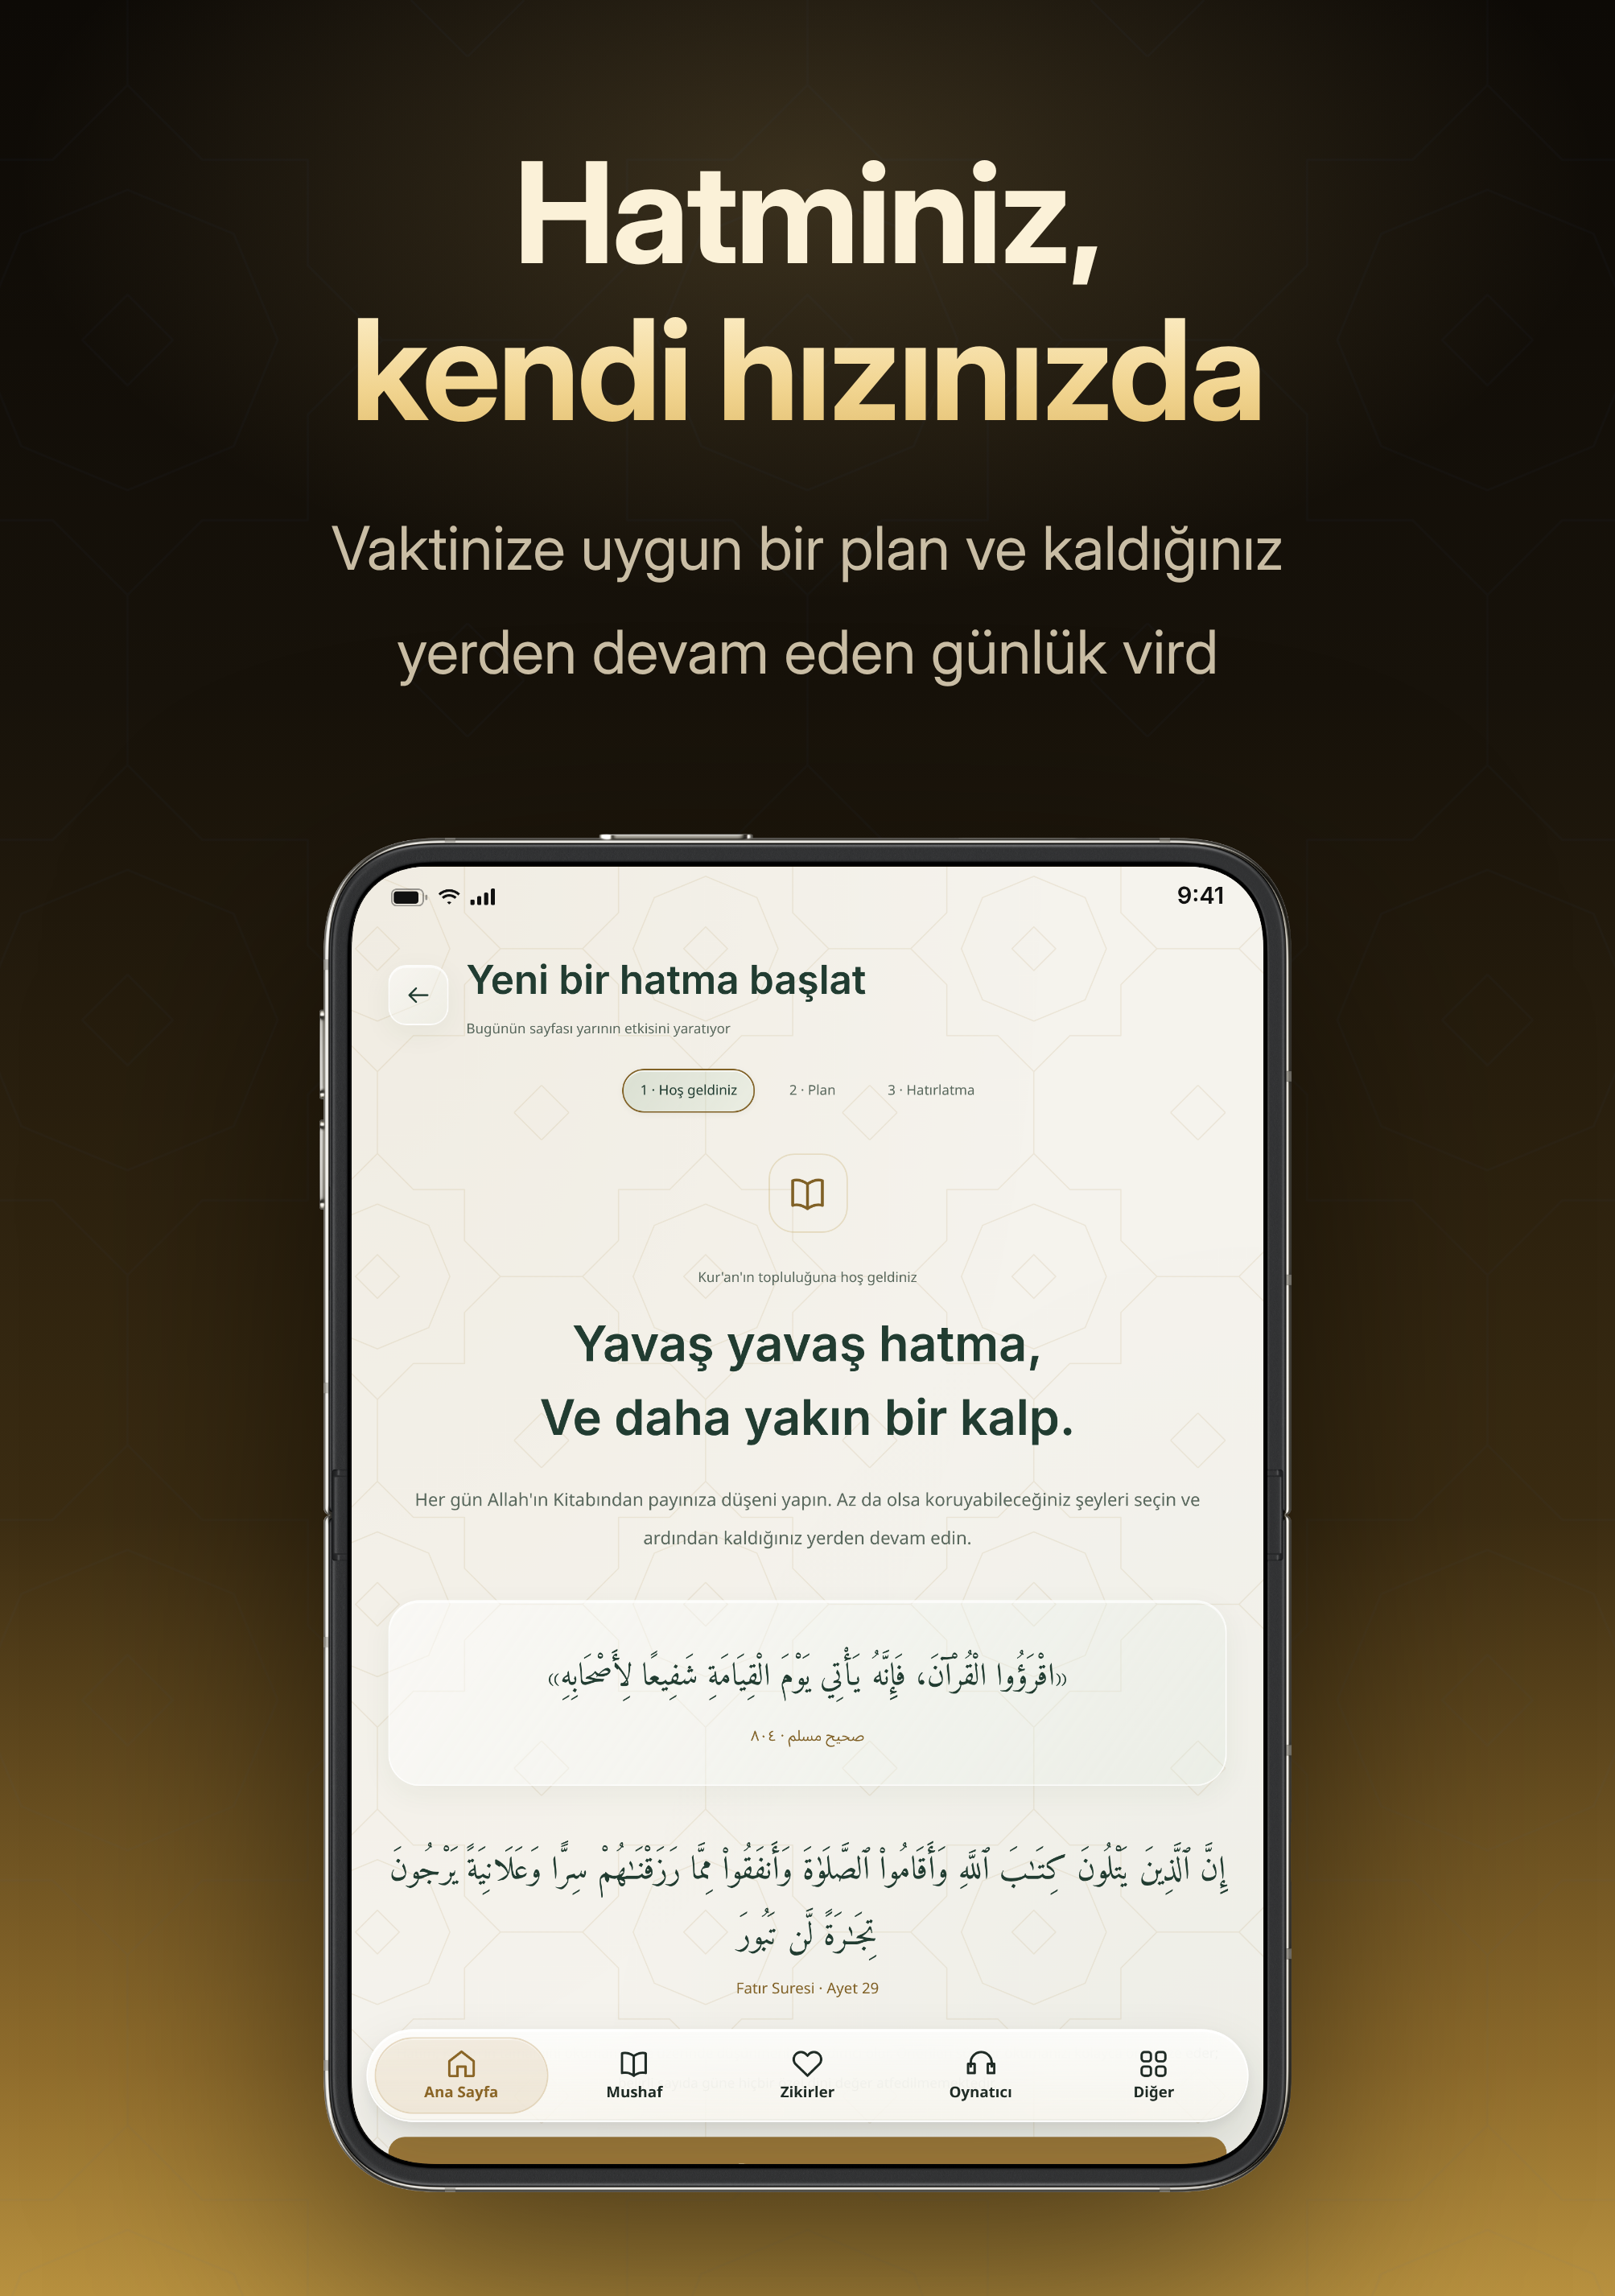 Hatminiz,
kendi hızınızda
Vaktinize uygun bir plan ve kaldığınız
yerden devam eden günlük vird
9:41
Yeni bir hatma başlat
Bugünün sayfası yarının etkisini yaratıyor
1 · Hoş geldiniz
2 · Plan
3 · Hatırlatma
Kur'an'ın topluluğuna hoş geldiniz
Yavaş yavaş hatma,
Ve daha yakın bir kalp.
Her gün Allah'ın Kitabından payınıza düşeni yapın. Az da olsa koruyabileceğiniz şeyleri seçin ve
ardından kaldığınız yerden devam edin.
«اقْرَؤُوا الْقُرْآنَ، فَإِنَّهُ يَأْتِي يَوْمَ الْقِيَامَةِ شَفِيعًا لِأَصْحَابِهِ»
صحيح مسلم · ٨٠٤
إِنَّ ٱلَّذِينَ يَتْلُونَ كِتَـٰبَ ٱللَّهِ وَأَقَامُوا۟ ٱلصَّلَوٰةَ وَأَنفَقُوا۟ مِمَّا رَزَقْنَـٰهُمْ سِرًّا وَعَلَانِيَةً يَرْجُونَ
تِجَـٰرَةً لَّن تَبُورَ
Fatır Suresi · Ayet 29
Ana Sayfa
Mushaf
Zikirler
Oynatıcı
Diğer